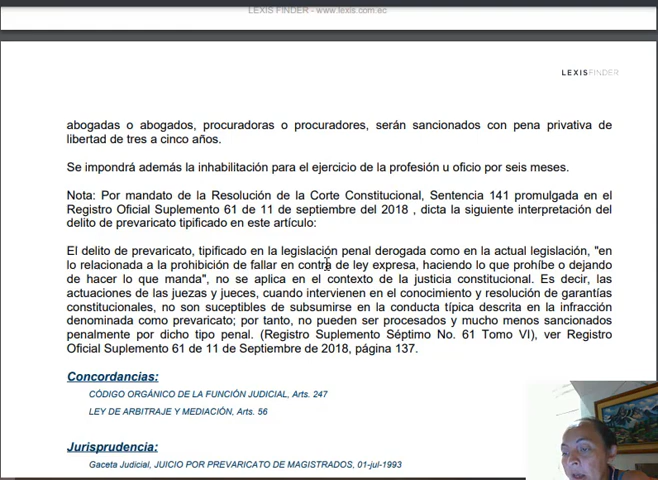 LEXIS FINDER - www.lexis.com.ec
LEXISFINDER
abogadas o abogados, procuradoras o procuradores, serán sancionados con pena privativa de
libertad de tres a cinco años.
Se impondrá además la inhabilitación para el ejercicio de la profesión u oficio por seis meses.
Nota: Por mandato de la Resolución de la Corte Constitucional, Sentencia 141 promulgada en el
Registro Oficial Suplemento 61 de 11 de septiembre del 2018 , dicta la siguiente interpretación del
delito de prevaricato tipificado en este artículo:
El delito de prevaricato, tipificado en la legislación penal derogada como en la actual legislación, "en
lo relacionada a la prohibición de fallar en contra de ley expresa, haciendo lo que prohíbe o dejando
de hacer lo que manda", no se aplica en el contexto de la justicia constitucional. Es decir, las
actuaciones de las juezas y jueces, cuando intervienen en el conocimiento y resolución de garantías
constitucionales, no son suceptibles de subsumirse en la conducta típica descrita en la infracción
denominada como prevaricato; por tanto, no pueden ser procesados y mucho menos sancionados
penalmente por dicho tipo penal. (Registro Suplemento Séptimo No. 61 Tomo VI), ver Registro
Oficial Suplemento 61 de 11 de Septiembre de 2018, página 137.
Concordancias:
CÓDIGO ORGÁNICO DE LA FUNCIÓN JUDICIAL, Arts. 247
LEY DE ARBITRAJE Y MEDIACIÓN, Arts. 56
Jurisprudencia:
Gaceta Judicial, JUICIO POR PREVARICATO DE MAGISTRADOS, 01-jul-1993